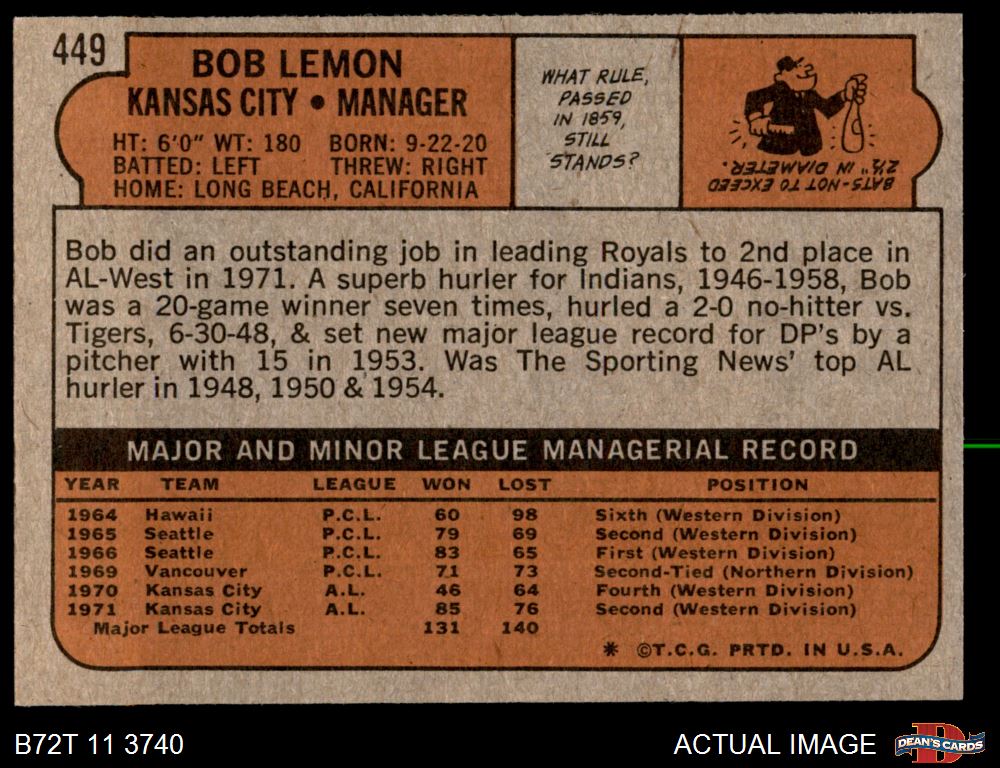 449
BOB LEMON
KANSAS CITY • MANAGER
HT: 6'0" WT: 180 BORN: 9-22-20
BATTED: LEFT THREW: RIGHT
HOME: LONG BEACH, CALIFORNIA
WHAT RULE,
PASSED
IN 1859,
STILL
STANDS?
BATS-NOT TO EXCEED
2½" IN DIAMETER.
Bob did an outstanding job in leading Royals to 2nd place in
AL-West in 1971. A superb hurler for Indians, 1946-1958, Bob
was a 20-game winner seven times, hurled a 2-0 no-hitter vs.
Tigers, 6-30-48, & set new major league record for DP's by a
pitcher with 15 in 1953. Was The Sporting News' top AL
hurler in 1948, 1950 & 1954.
MAJOR AND MINOR LEAGUE MANAGERIAL RECORD
YEAR TEAM LEAGUE WON LOST POSITION
1964 Hawaii P.C.L. 60 98 Sixth (Western Division)
1965 Seattle P.C.L. 79 69 Second (Western Division)
1966 Seattle P.C.L. 83 65 First (Western Division)
1969 Vancouver P.C.L. 71 73 Second-Tied (Northern Division)
1970 Kansas City A.L. 46 64 Fourth (Western Division)
1971 Kansas City A.L. 85 76 Second (Western Division)
Major League Totals 131 140
* ©T.C.G. PRTD. IN U.S.A.
B72T 11 3740
ACTUAL IMAGE
D
DEAN'S CARDS